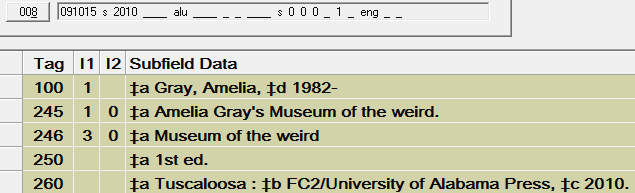 008 091015 s 2010 ____ alu ____ _ _ ____ s 0 0 0 _ 1 _ eng _ _
Tag I1 I2 Subfield Data
100 1 ‡a Gray, Amelia, ‡d 1982-
245 1 0 ‡a Amelia Gray's Museum of the weird.
246 3 0 ‡a Museum of the weird
250 ‡a 1st ed.
260 ‡a Tuscaloosa : ‡b FC2/University of Alabama Press, ‡c 2010.